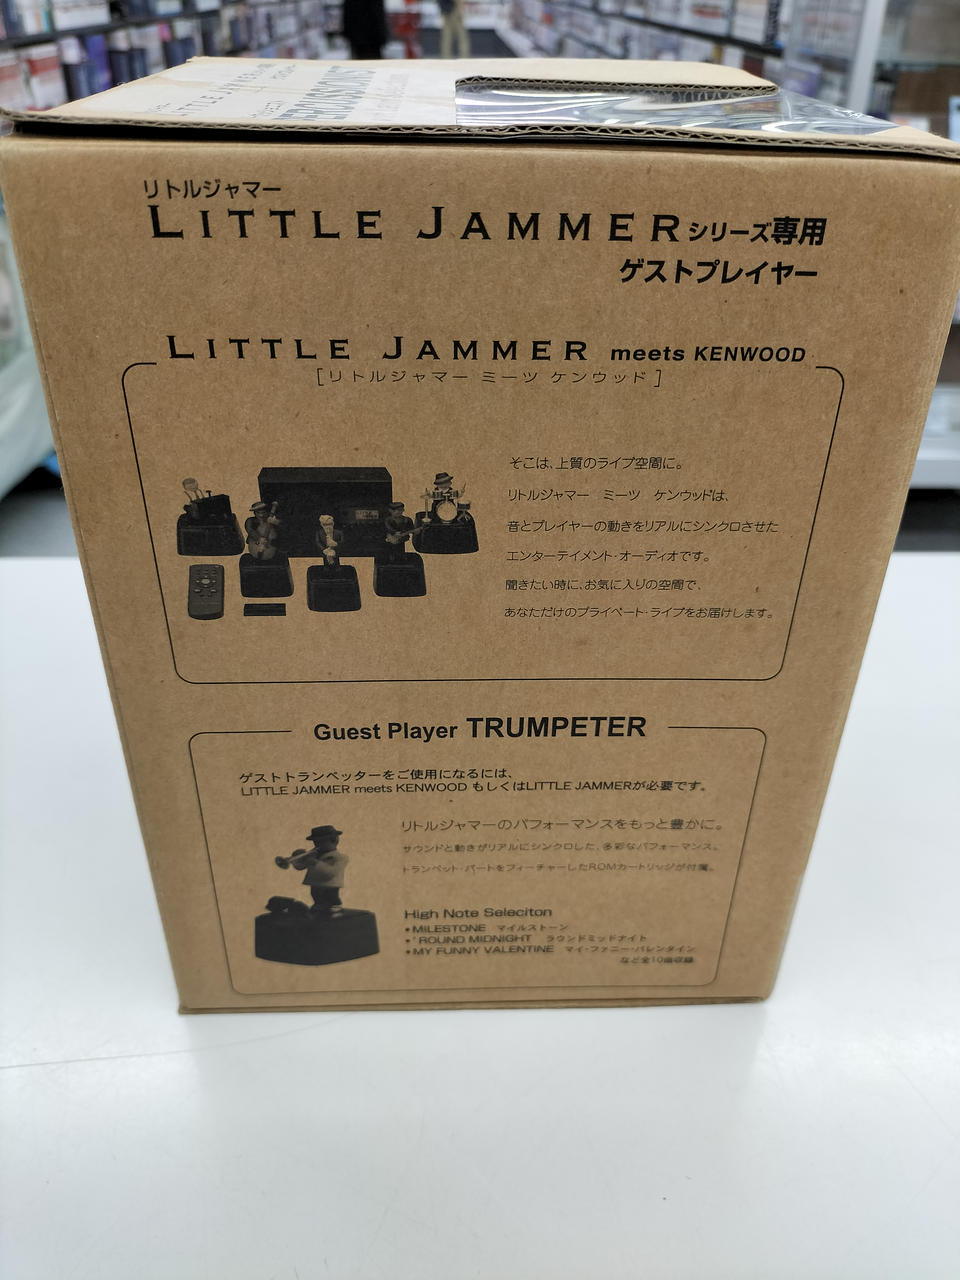 LITTLE JAMMER
PERCUSSIONS
リトルジャマー
LITTLE JAMMERシリーズ専用
ゲストプレイヤー
LITTLE JAMMER meets KENWOOD
[リトルジャマー ミーツ ケンウッド]
そこは、上質のライブ空間に。
リトルジャマー ミーツ ケンウッドは、
音とプレイヤーの動きをリアルにシンクロさせた
エンターテイメント・オーディオです。
聞きたい時に、お気に入りの空間で、
あなただけのプライベート・ライブをお届けします。
Guest Player TRUMPETER
ゲストトランペッターをご使用になるには、
LITTLE JAMMER meets KENWOOD もしくはLITTLE JAMMERが必要です。
リトルジャマーのパフォーマンスをもっと豊かに。
サウンドと動きがリアルにシンクロした、多彩なパフォーマンス。
トランペット・パートをフィーチャーしたROMカートリッジが付属。
High Note Seleciton
•MILESTONE マイルストーン
•'ROUND MIDNIGHT ラウンドミッドナイト
•MY FUNNY VALENTINE マイ・ファニー・バレンタイン
など全10曲収録